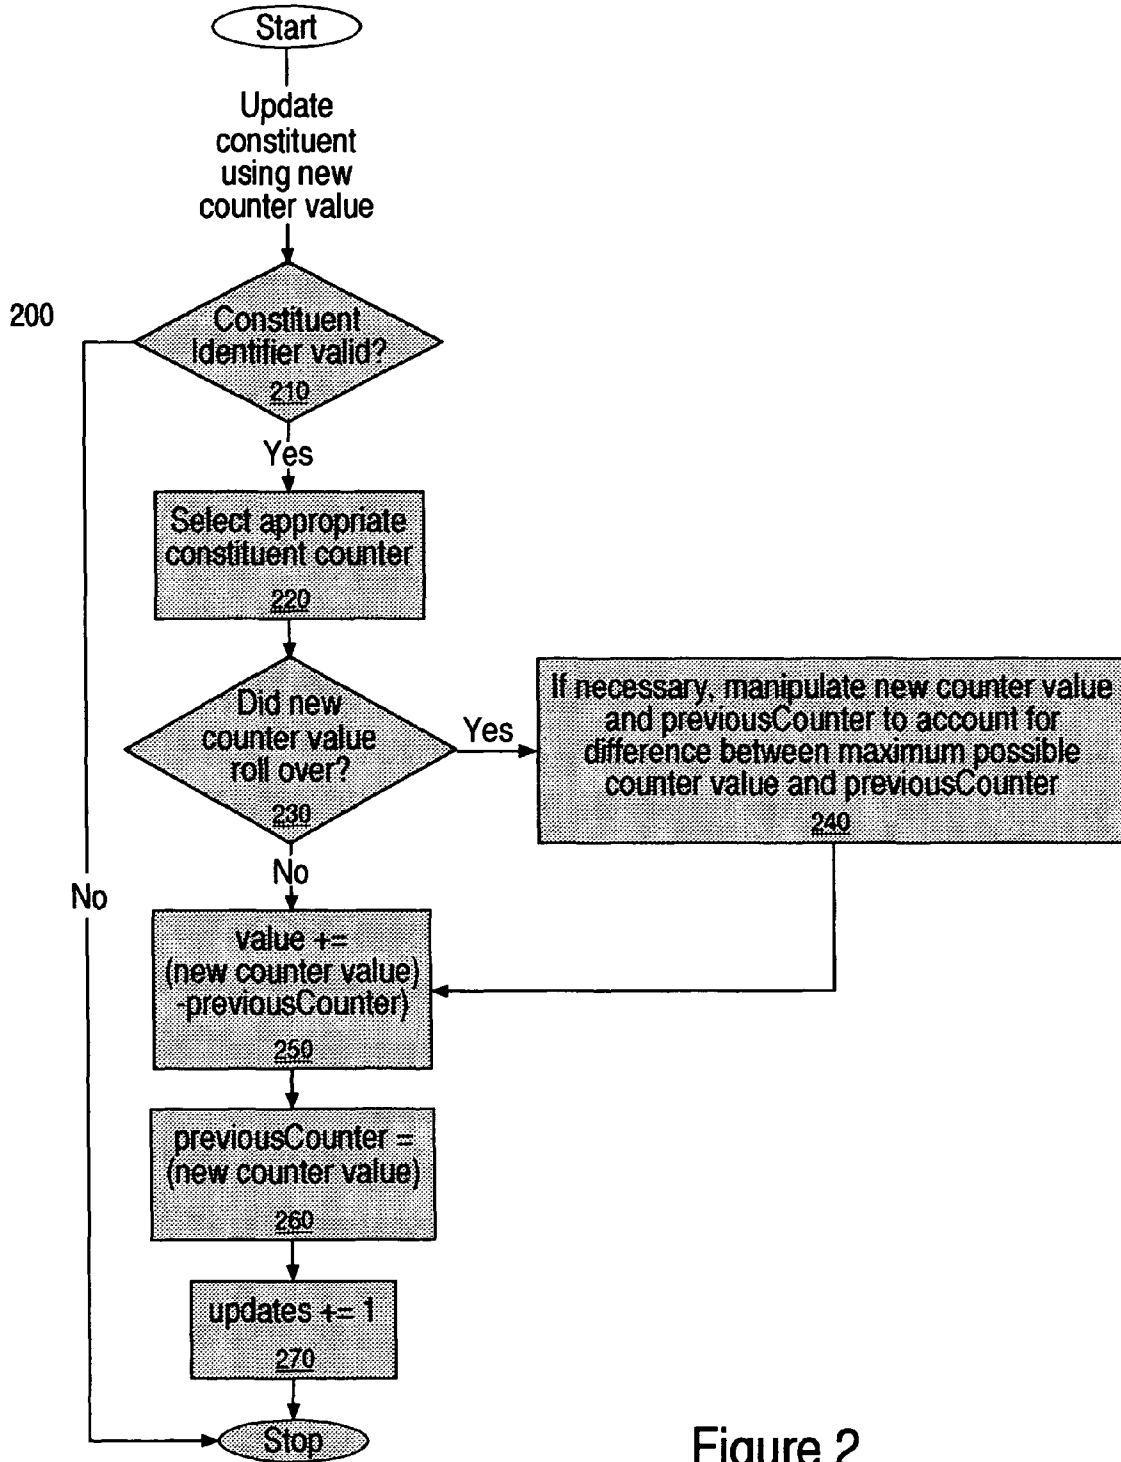 Start
Update
constituent
using new
counter value
200
Constituent
Identifier valid?
210
Yes
Select appropriate
constituent counter
220
Did new
counter value
roll over?
230
Yes
If necessary, manipulate new counter value
and previousCounter to account for
difference between maximum possible
counter value and previousCounter
240
No
No
value +=
(new counter value)
-previousCounter)
250
previousCounter =
(new counter value)
260
updates += 1
270
Stop
Figure 2